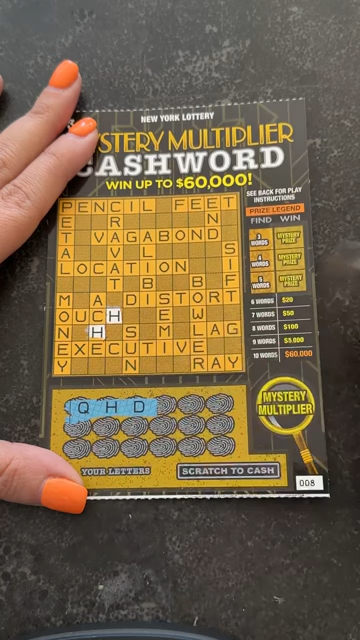 NEW YORK LOTTERY
YSTERY MULTIPLIER
CASHWORD
WIN UP TO $60,000!
SEE BACK FOR PLAY
INSTRUCTIONS
PRIZE LEGEND
FIND WIN
3 WORDS MYSTERY PRIZE
4 WORDS MYSTERY PRIZE
5 WORDS MYSTERY PRIZE
6 WORDS $20
7 WORDS $50
8 WORDS $100
9 WORDS $5,000
10 WORDS $60,000
PENCIL FEET
VAGABOND
LOCATION
DISTORT
OUCH
LAG
EXECUTIVE
RAY
MYSTERY
MULTIPLIER
Q H D
YOUR LETTERS
SCRATCH TO CASH
008